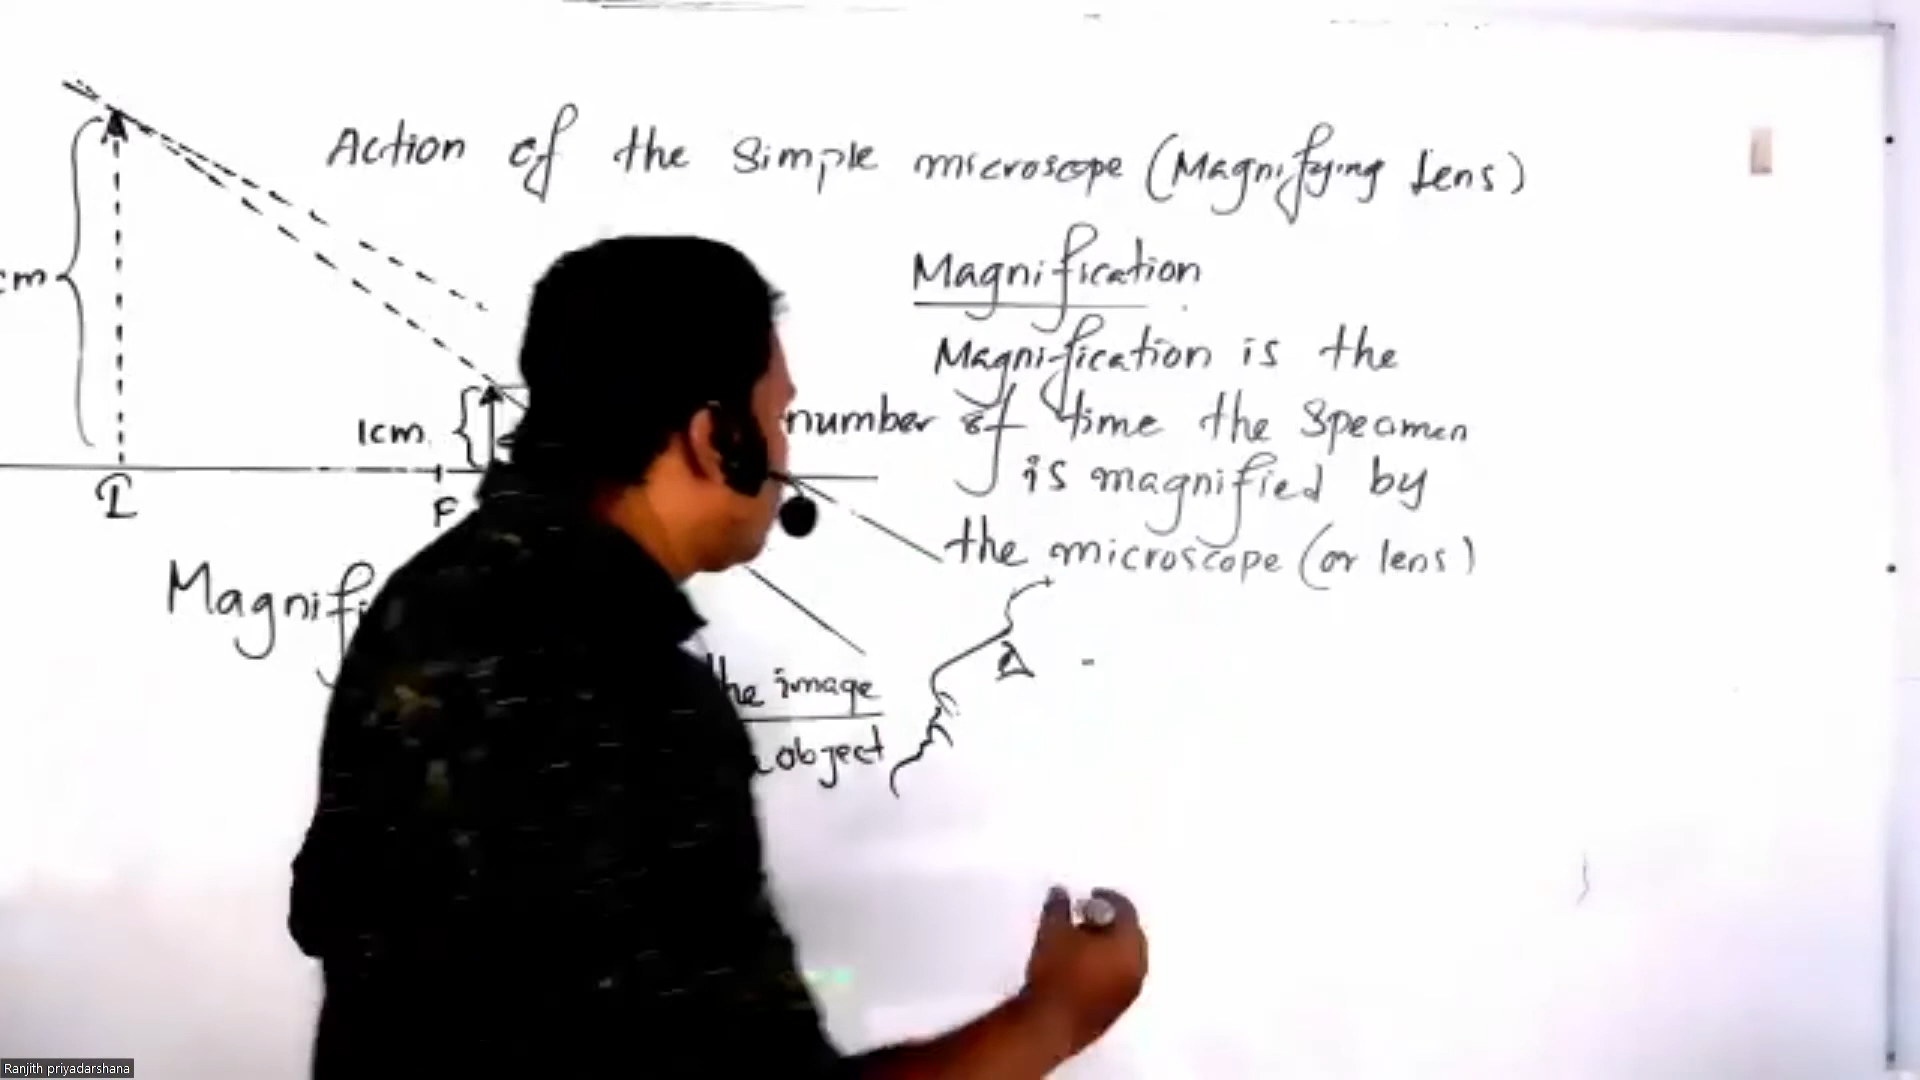 Action of the simple microscope (Magnifying Lens)
Magnification
Magnification is the
number of time the specimen
is magnified by
the microscope (or lens)
cm
1cm
I
F
Magnifi
the image
object
Ranjith priyadarshana